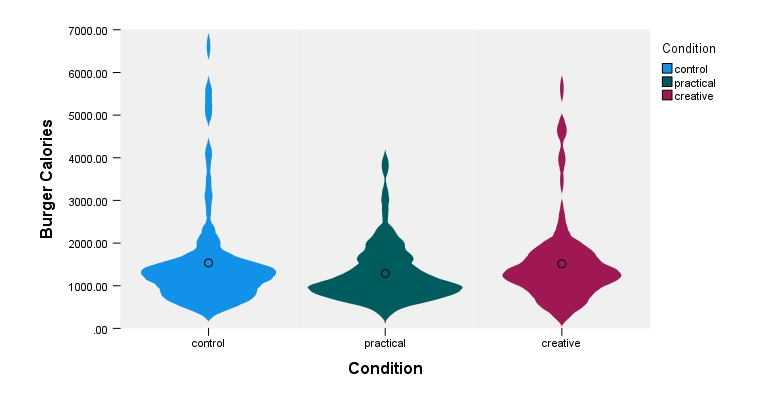 7000.00
6000.00
5000.00
4000.00
3000.00
2000.00
1000.00
.00
Burger Calories
control
practical
creative
Condition
Condition
control
practical
creative